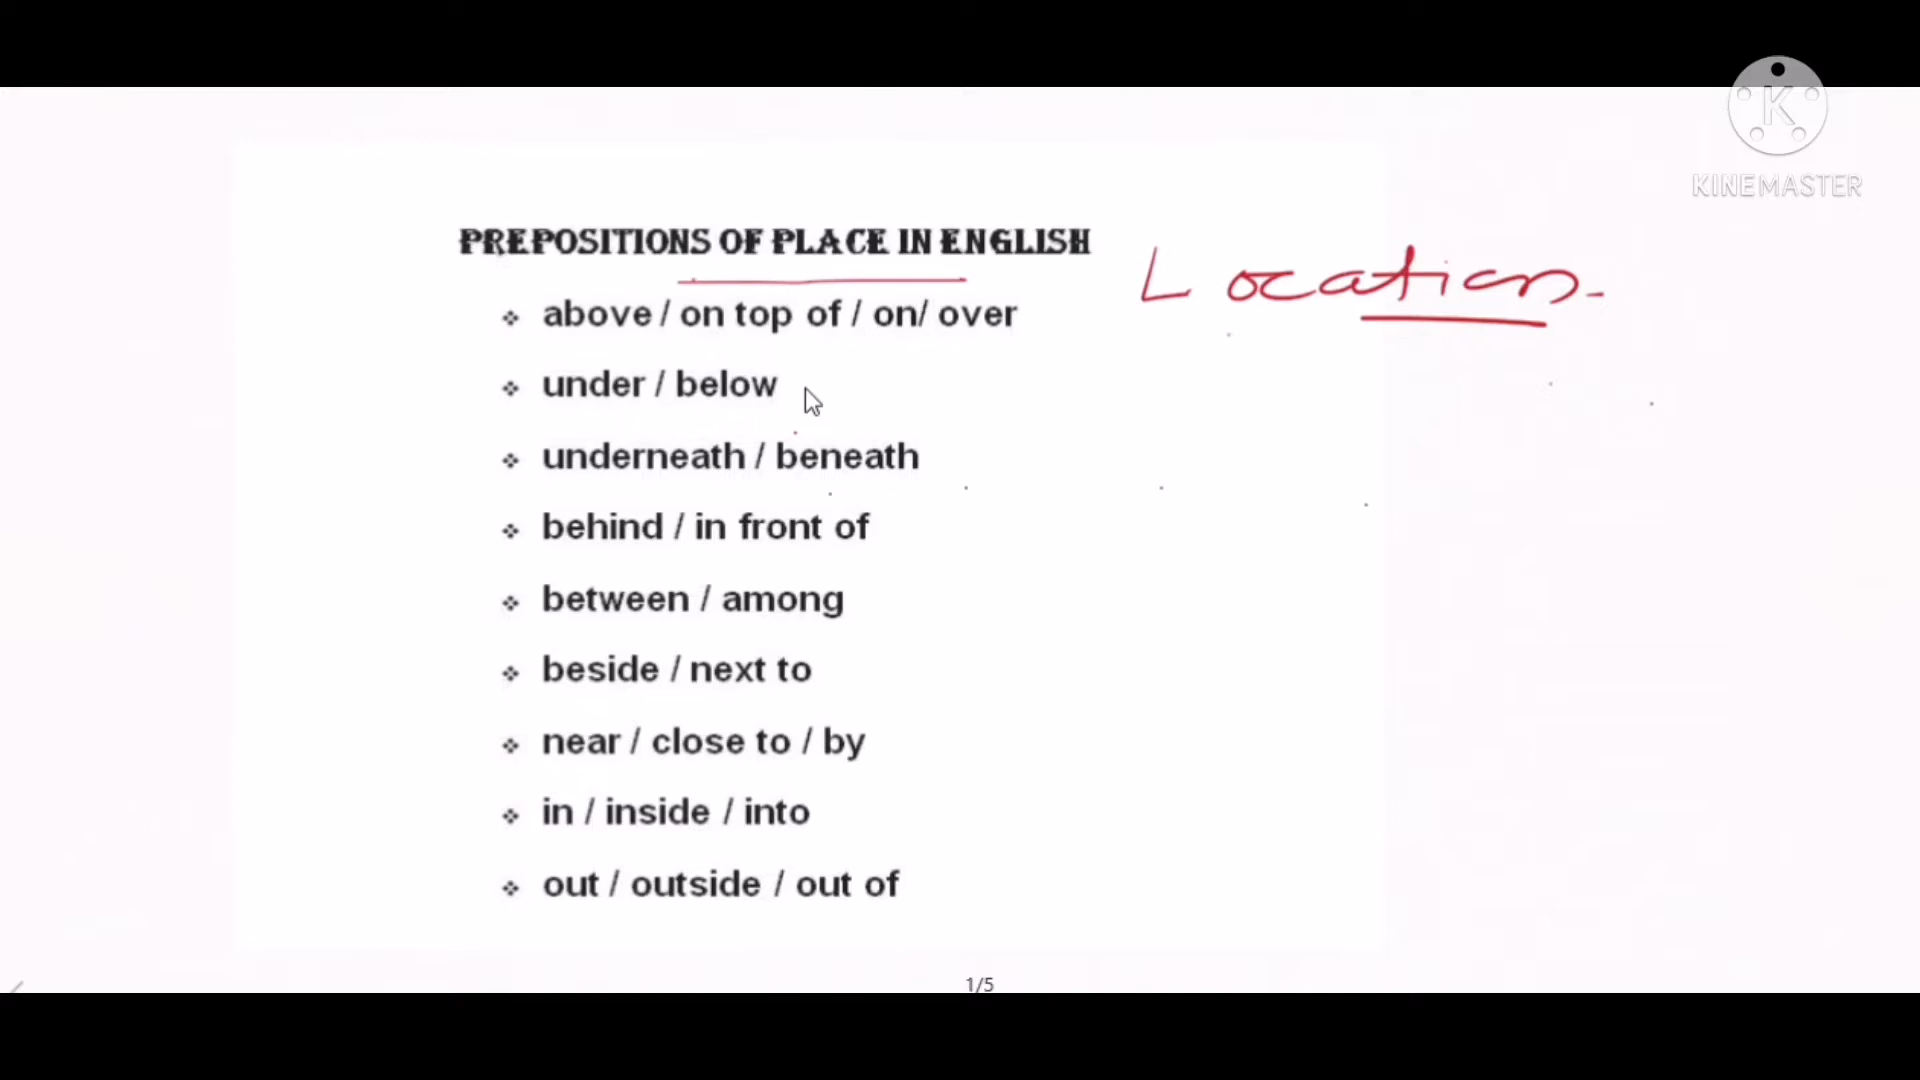 KINEMASTER
PREPOSITIONS OF PLACE IN ENGLISH
Location.
❖ above / on top of / on/ over
❖ under / below
❖ underneath / beneath
❖ behind / in front of
❖ between / among
❖ beside / next to
❖ near / close to / by
❖ in / inside / into
❖ out / outside / out of
1/5